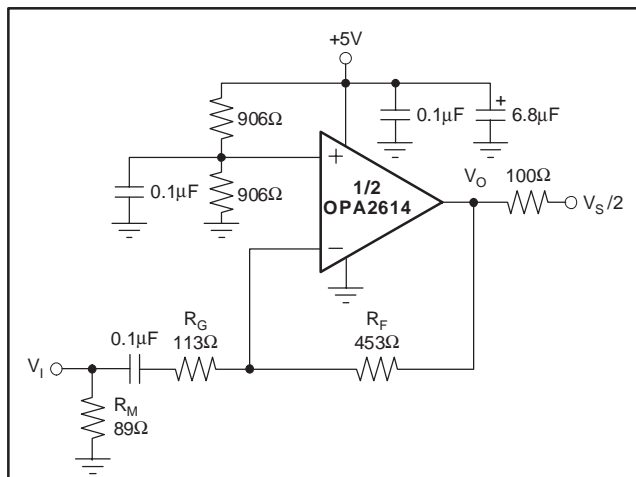 +5V
906Ω
0.1µF
+
6.8µF
+
0.1µF
906Ω
1/2
OPA2614
V_O
100Ω
V_S/2
−
0.1µF
R_G
113Ω
R_F
453Ω
V_I
R_M
89Ω